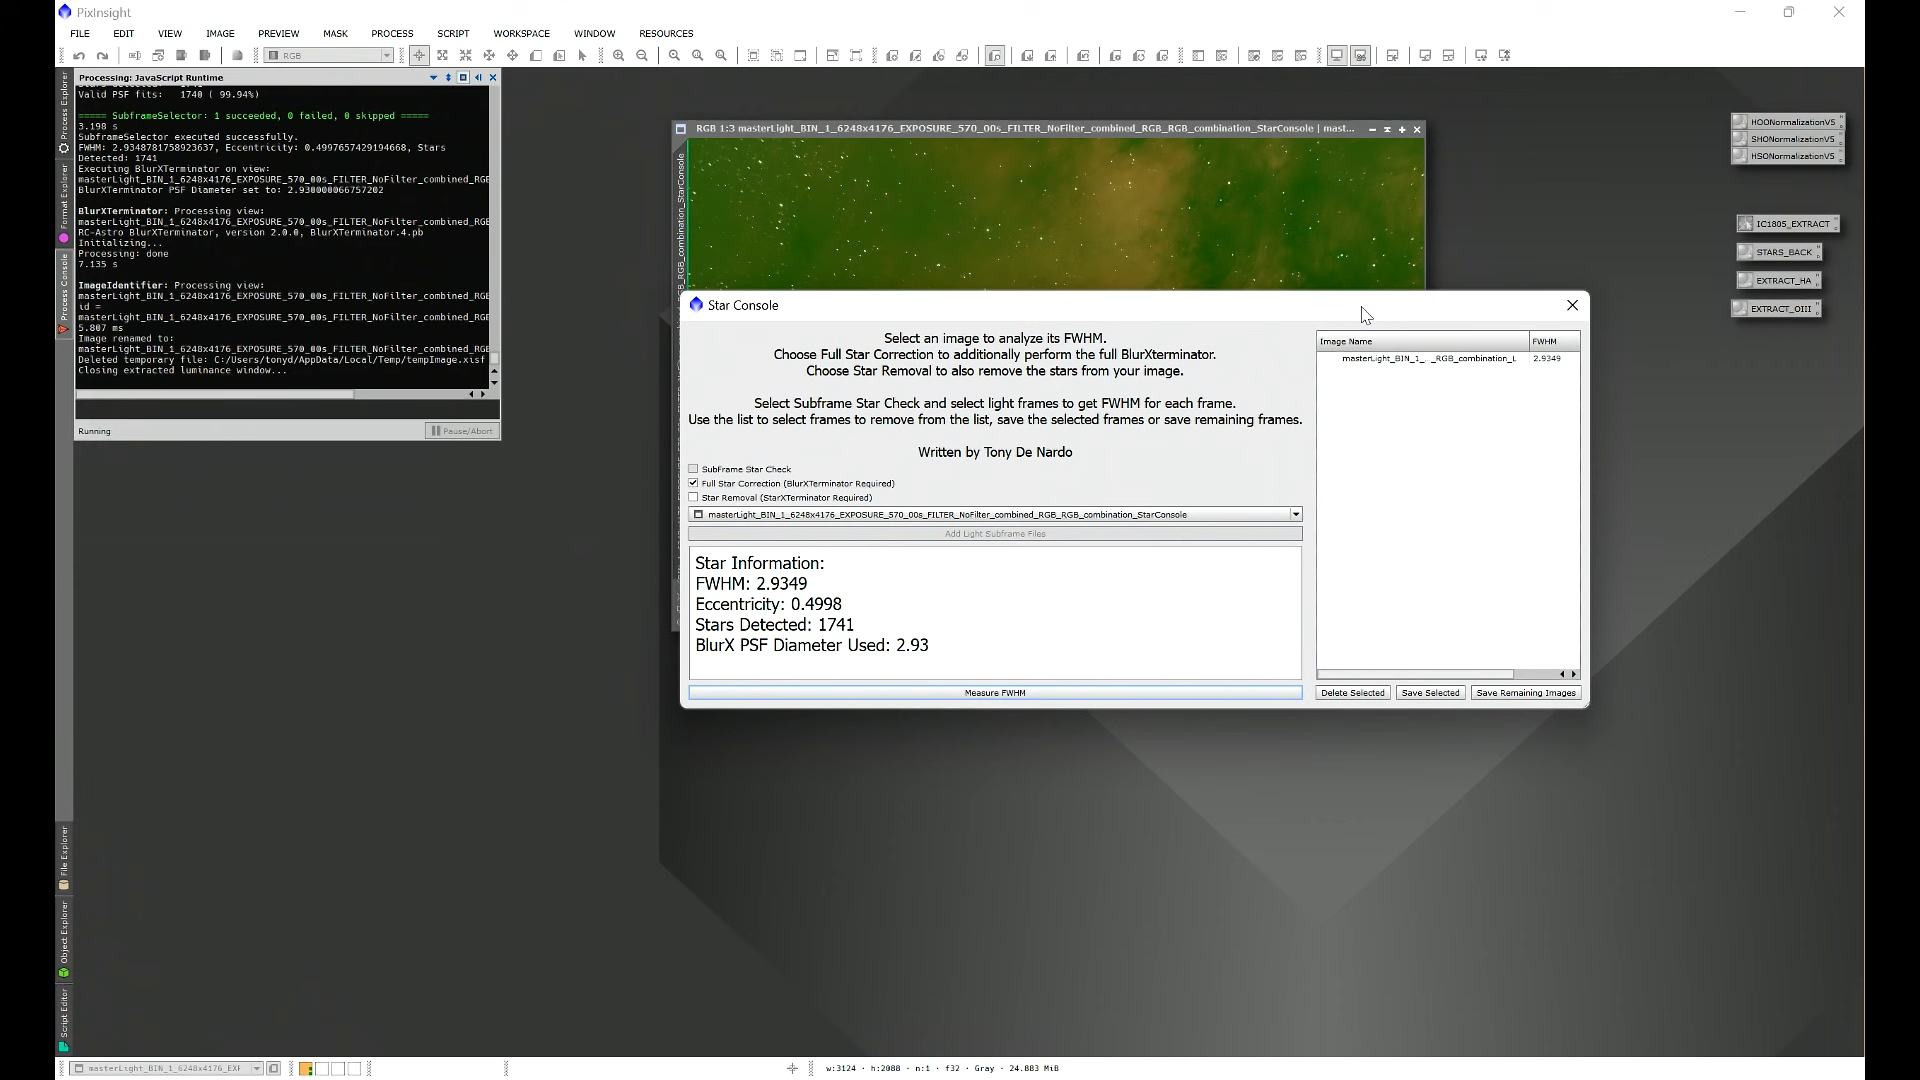 PixInsight
FILE EDIT VIEW IMAGE PREVIEW MASK PROCESS SCRIPT WORKSPACE WINDOW RESOURCES
RGB
Processing: JavaScript Runtime
Valid PSF fits: 1740 ( 99.94%)
===== SubframeSelector: 1 succeeded, 0 failed, 0 skipped =====
3.198 s
SubframeSelector executed successfully.
FWHM: 2.9348781758923637, Eccentricity: 0.4997657429194668, Stars
Detected: 1741
Executing BlurXTerminator on view:
masterLight_BIN_1_6248x4176_EXPOSURE_570_00s_FILTER_NoFilter_combined_RGB
BlurXTerminator PSF Diameter set to: 2.930000066757202
BlurXTerminator: Processing view:
masterLight_BIN_1_6248x4176_EXPOSURE_570_00s_FILTER_NoFilter_combined_RGB
RC-Astro BlurXTerminator, version 2.0.0, BlurXTerminator.4.pb
Initializing...
Processing: done
7.135 s
ImageIdentifier: Processing view:
masterLight_BIN_1_6248x4176_EXPOSURE_570_00s_FILTER_NoFilter_combined_RGB
id =
masterLight_BIN_1_6248x4176_EXPOSURE_570_00s_FILTER_NoFilter_combined_RGB
5.807 ms
Image renamed to:
masterLight_BIN_1_6248x4176_EXPOSURE_570_00s_FILTER_NoFilter_combined_RGB
Deleted temporary file: C:/Users/tonyd/AppData/Local/Temp/tempImage.xisf
Closing extracted luminance window...
Running
Pause/Abort
Process Explorer
Format Explorer
Process Console
File Explorer
Object Explorer
Script Editor
RGB 1:3 masterLight_BIN_1_6248x4176_EXPOSURE_570_00s_FILTER_NoFilter_combined_RGB_RGB_combination_StarConsole | mast...
RGB_combination_StarConsole
HOONormalizationV5
SHONormalizationV5
HSONormalizationV5
IC1805_EXTRACT
STARS_BACK
EXTRACT_HA
EXTRACT_OIII
Star Console
Select an image to analyze its FWHM.
Choose Full Star Correction to additionally perform the full BlurXterminator.
Choose Star Removal to also remove the stars from your image.
Select Subframe Star Check and select light frames to get FWHM for each frame.
Use the list to select frames to remove from the list, save the selected frames or save remaining frames.
Written by Tony De Nardo
SubFrame Star Check
Full Star Correction (BlurXTerminator Required)
Star Removal (StarXTerminator Required)
masterLight_BIN_1_6248x4176_EXPOSURE_570_00s_FILTER_NoFilter_combined_RGB_RGB_combination_StarConsole
Add Light Subframe Files
Star Information:
FWHM: 2.9349
Eccentricity: 0.4998
Stars Detected: 1741
BlurX PSF Diameter Used: 2.93
Measure FWHM
Image Name FWHM
masterLight_BIN_1_..._RGB_combination_L 2.9349
Delete Selected Save Selected Save Remaining Images
masterLight_BIN_1_6248x4176_EXF
w:3124 · h:2088 · n:1 · f32 · Gray · 24.883 MiB